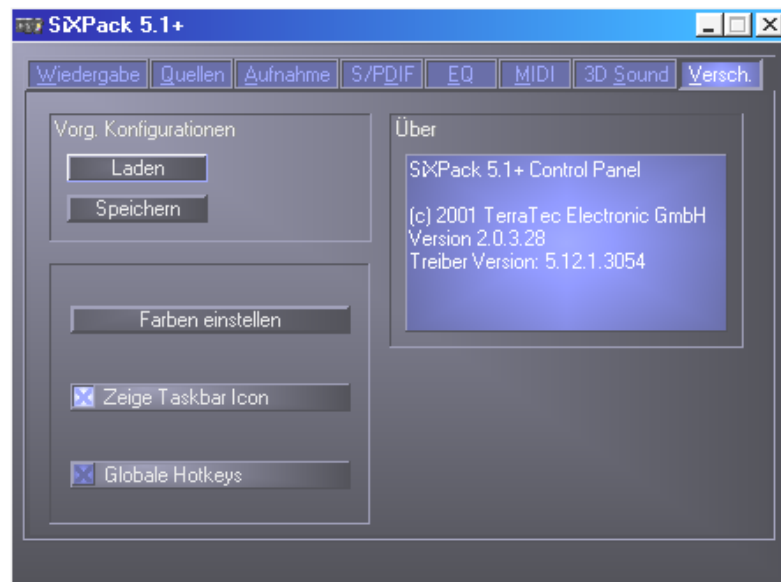 SiXPack 5.1+
Wiedergabe Quellen Aufnahme S/PDIF EQ MIDI 3D Sound Versch.
Vorg. Konfigurationen
Laden
Speichern
Farben einstellen
Zeige Taskbar Icon
Globale Hotkeys
Über
SiXPack 5.1+ Control Panel
(c) 2001 TerraTec Electronic GmbH
Version 2.0.3.28
Treiber Version: 5.12.1.3054